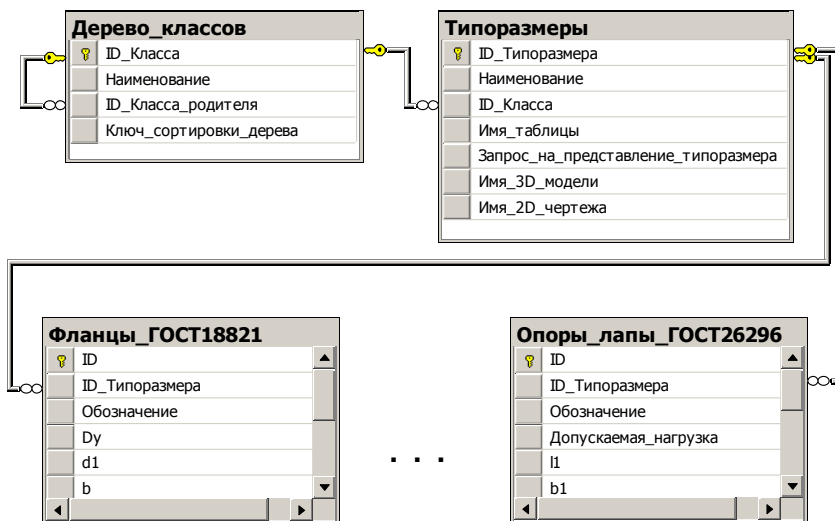 Дерево_классов
ID_Класса
Наименование
ID_Класса_родителя
Ключ_сортировки_дерева
Типоразмеры
ID_Типоразмера
Наименование
ID_Класса
Имя_таблицы
Запрос_на_представление_типоразмера
Имя_3D_модели
Имя_2D_чертежа
Фланцы_ГОСТ18821
ID
ID_Типоразмера
Обозначение
Dy
d1
b
. . .
Опоры_лапы_ГОСТ26296
ID
ID_Типоразмера
Обозначение
Допускаемая_нагрузка
l1
b1